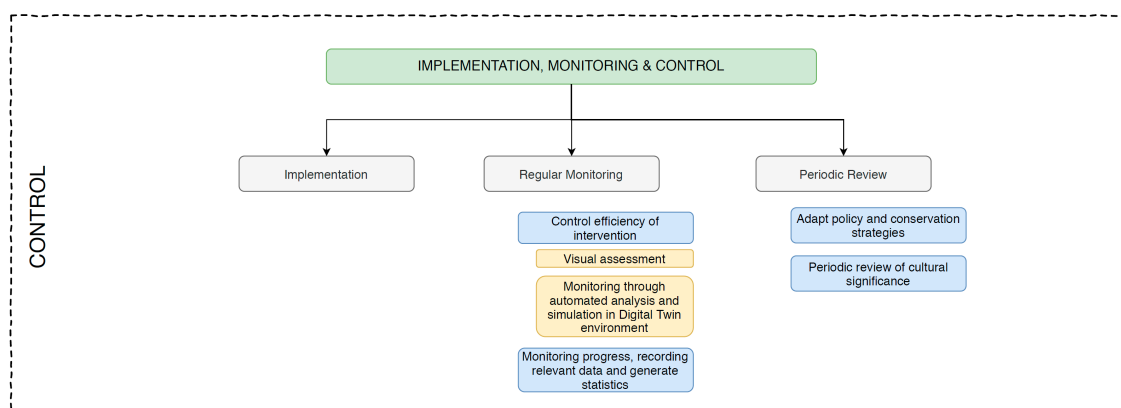 IMPLEMENTATION, MONITORING & CONTROL
CONTROL
Implementation
Regular Monitoring
Periodic Review
Control efficiency of
intervention
Visual assessment
Monitoring through
automated analysis and
simulation in Digital Twin
environment
Monitoring progress, recording
relevant data and generate
statistics
Adapt policy and conservation
strategies
Periodic review of cultural
significance